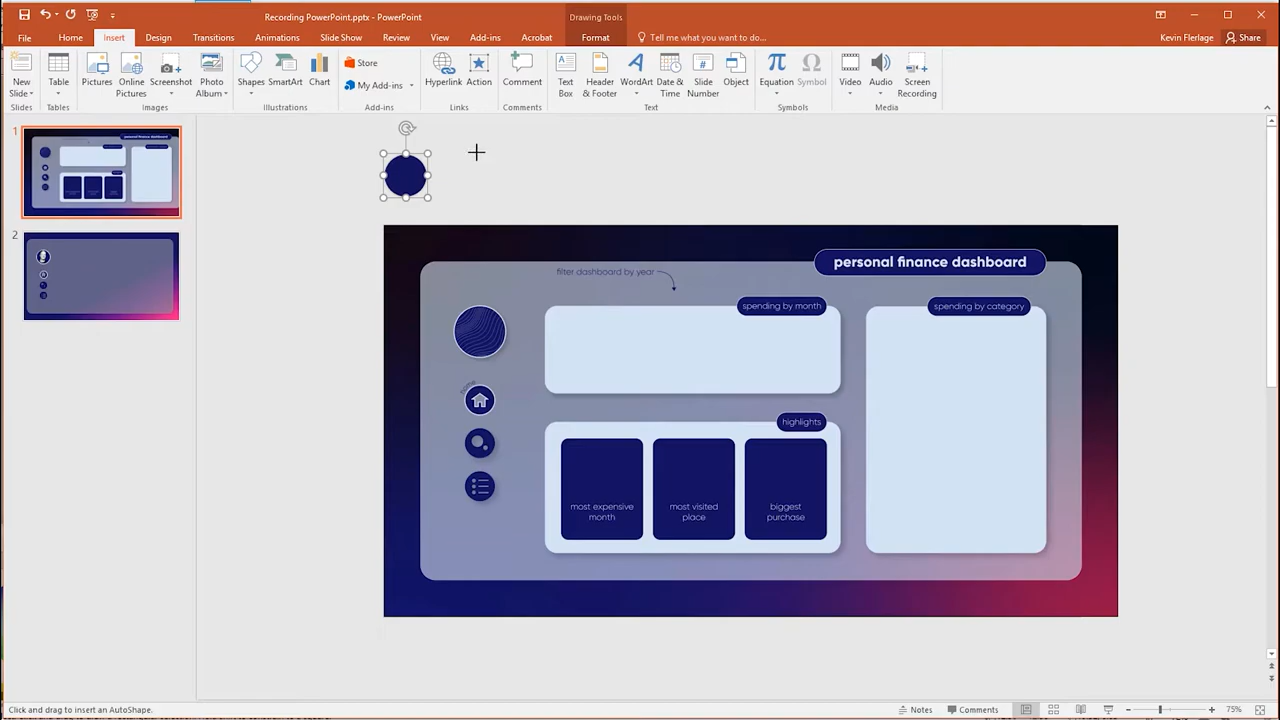 Recording PowerPoint.pptx - PowerPoint
Drawing Tools
File
Home
Insert
Design
Transitions
Animations
Slide Show
Review
View
Add-ins
Acrobat
Format
Tell me what you want to do...
Kevin Flerlage
Share
New
Slide
Table
Pictures
Online
Pictures
Screenshot
Photo
Album
Shapes
SmartArt
Chart
Store
My Add-ins
Hyperlink
Action
Comment
Text
Box
Header
& Footer
WordArt
Date &
Time
Slide
Number
Object
Equation
Symbol
Video
Audio
Screen
Recording
Slides
Tables
Images
Illustrations
Add-ins
Links
Comments
Text
Symbols
Media
1
2
personal finance dashboard
filter dashboard by year
spending by month
spending by category
home
highlights
most expensive
month
most visited
place
biggest
purchase
Click and drag to insert an AutoShape.
Notes
Comments
75%